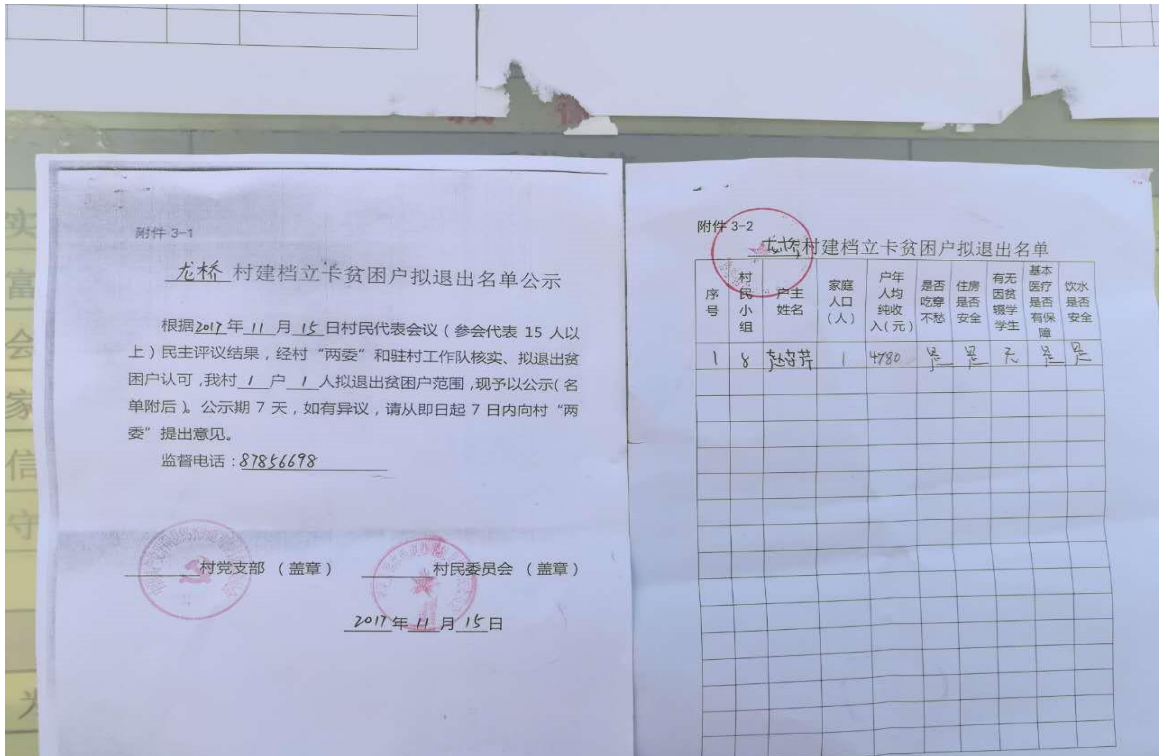 附件 3-1
龙桥 村建档立卡贫困户拟退出名单公示
根据2017年 11 月 15 日村民代表会议（参会代表 15 人以
上）民主评议结果，经村“两委”和驻村工作队核实、拟退出贫
困户认可，我村 1 户 1 人拟退出贫困户范围，现予以公示（名
单附后）。公示期 7 天，如有异议，请从即日起 7 日内向村“两
委”提出意见。
监督电话：87856698
村党支部 （盖章） 村民委员会 （盖章）
2017年 11 月 15日
附件 3-2
龙桥村建档立卡贫困户拟退出名单
序号 村民小组 户主姓名 家庭人口（人） 户年人均纯收入（元） 是否吃穿不愁 住房是否安全 有无因贫辍学学生 基本医疗是否有保障 饮水是否安全
1 8 1 4780 是 是 无 是 是
实
富
会
家
信
守
为